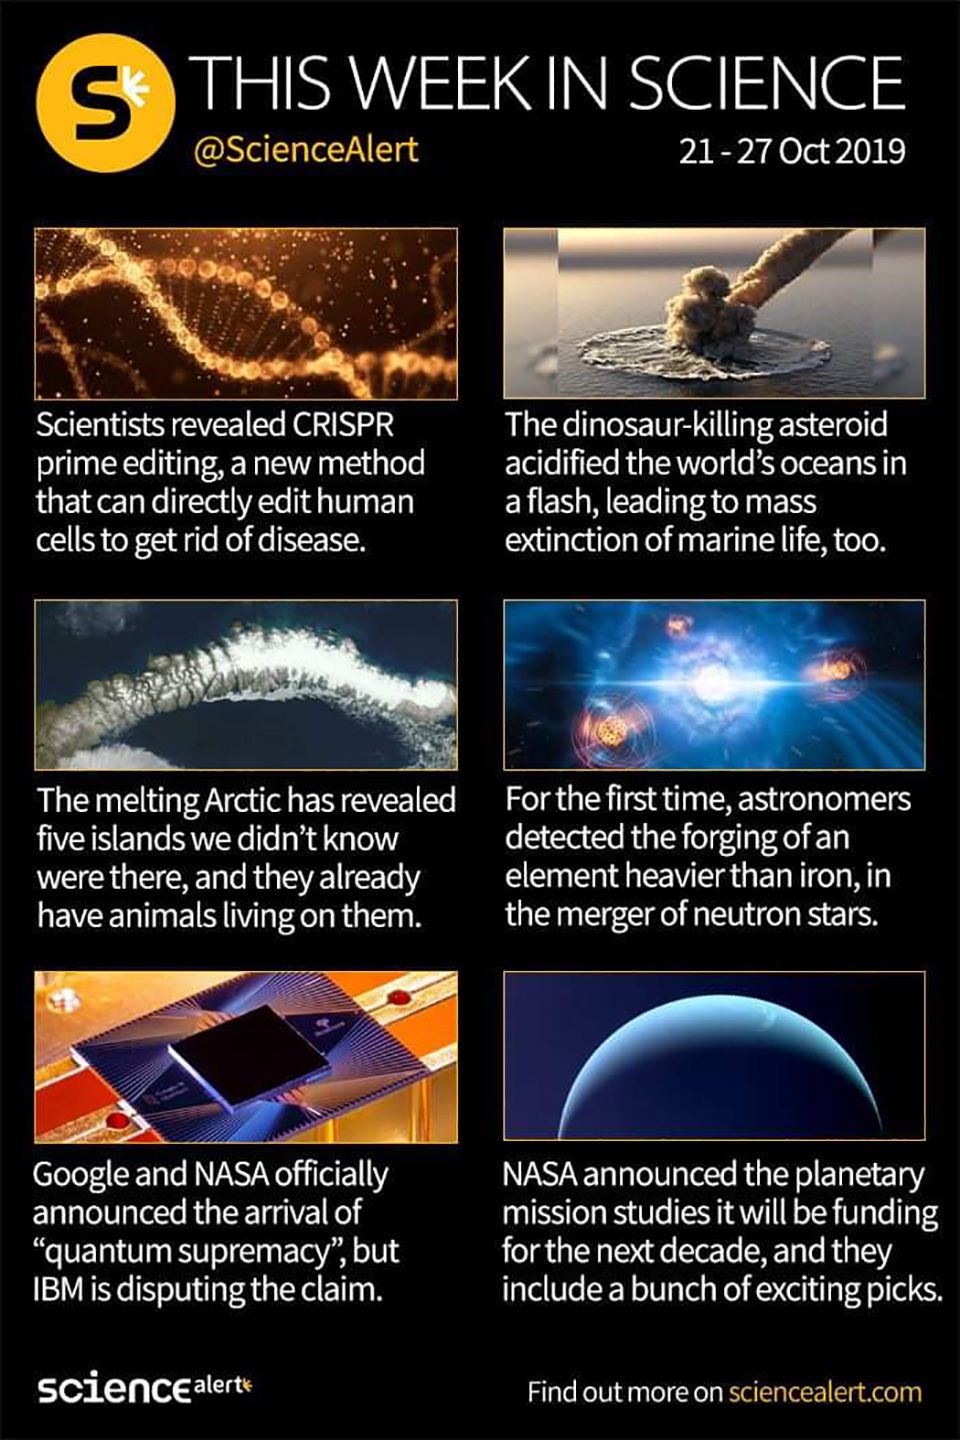 THIS WEEK IN SCIENCE
@ScienceAlert
21 - 27 Oct 2019
Scientists revealed CRISPR
prime editing, a new method
that can directly edit human
cells to get rid of disease.
The dinosaur-killing asteroid
acidified the world's oceans in
a flash, leading to mass
extinction of marine life, too.
The melting Arctic has revealed
five islands we didn't know
were there, and they already
have animals living on them.
For the first time, astronomers
detected the forging of an
element heavier than iron, in
the merger of neutron stars.
Google and NASA officially
announced the arrival of
“quantum supremacy”, but
IBM is disputing the claim.
NASA announced the planetary
mission studies it will be funding
for the next decade, and they
include a bunch of exciting picks.
science alert
Find out more on sciencealert.com